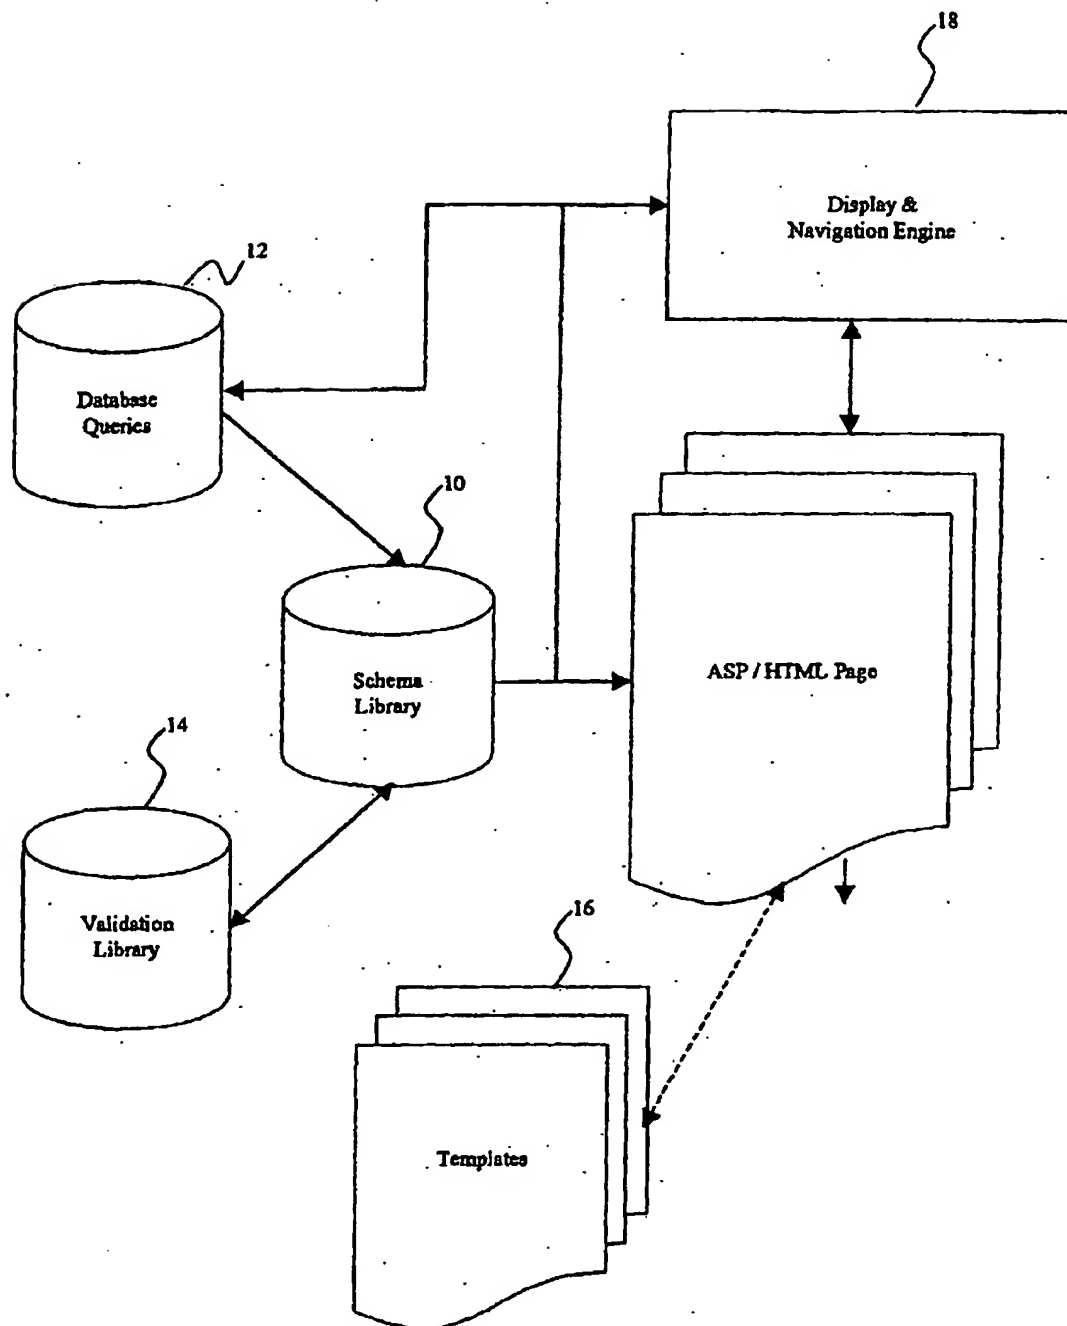 18
Display &
Navigation Engine
12
Database
Queries
10
Schema
Library
ASP / HTML Page
14
Validation
Library
16
Templates